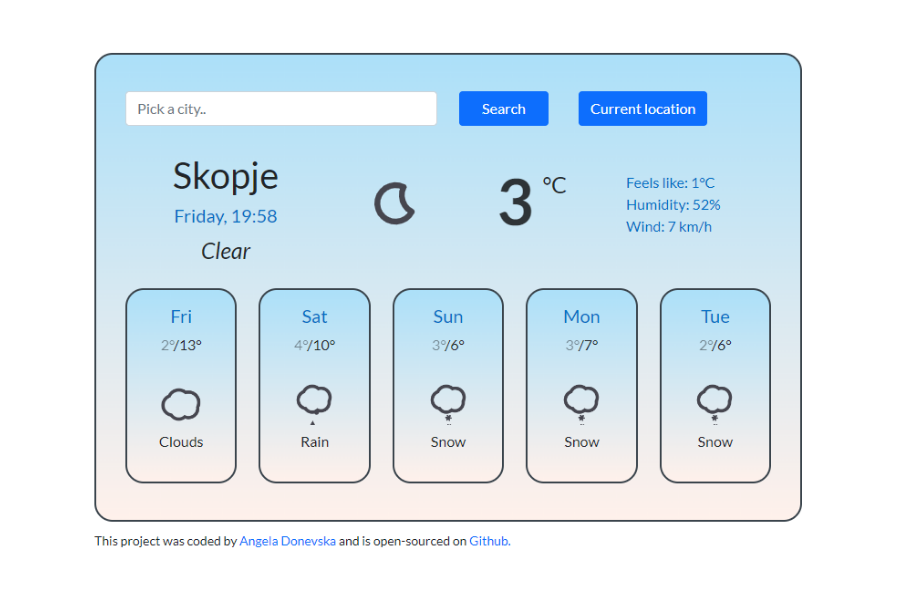 Pick a city..
Search
Current location
Skopje
Friday, 19:58
Clear
3 °C
Feels like: 1°C
Humidity: 52%
Wind: 7 km/h
Fri
2°/13°
Clouds
Sat
4°/10°
Rain
Sun
3°/6°
Snow
Mon
3°/7°
Snow
Tue
2°/6°
Snow
This project was coded by Angela Donevska and is open-sourced on Github.